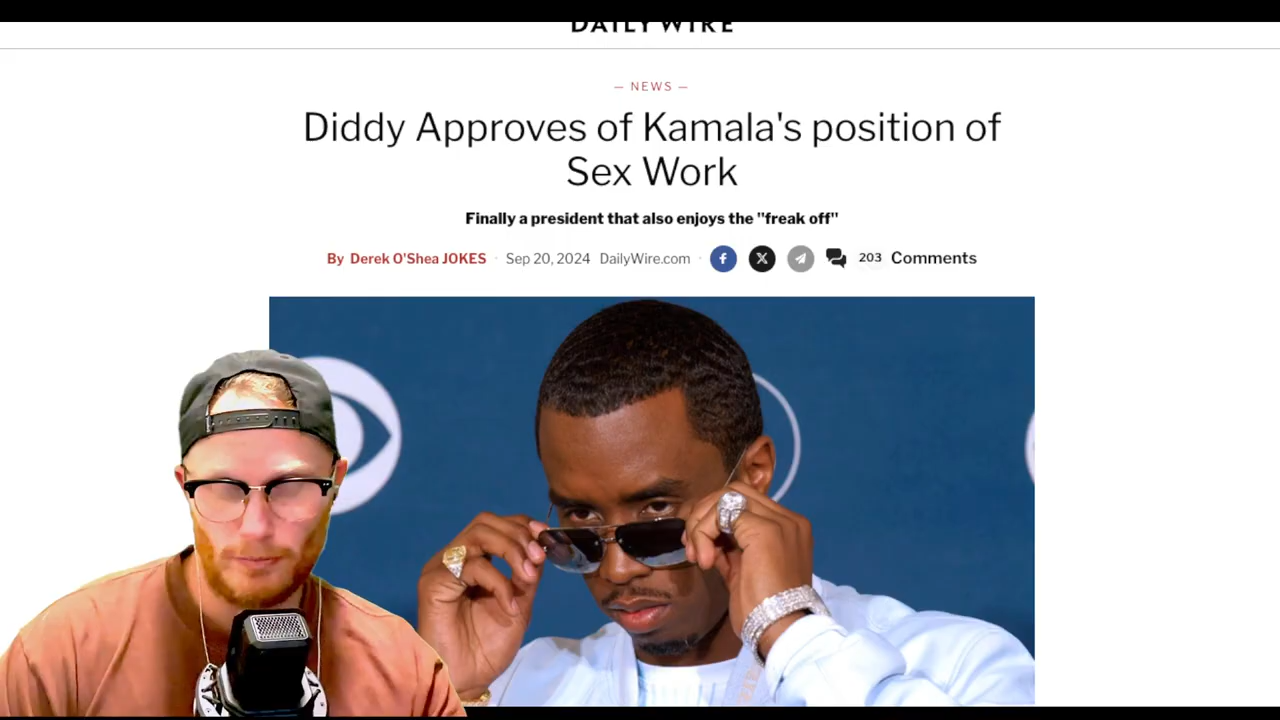 DAILY WIRE
— NEWS —
Diddy Approves of Kamala's position of
Sex Work
Finally a president that also enjoys the "freak off"
By Derek O'Shea JOKES · Sep 20, 2024 DailyWire.com · 203 Comments